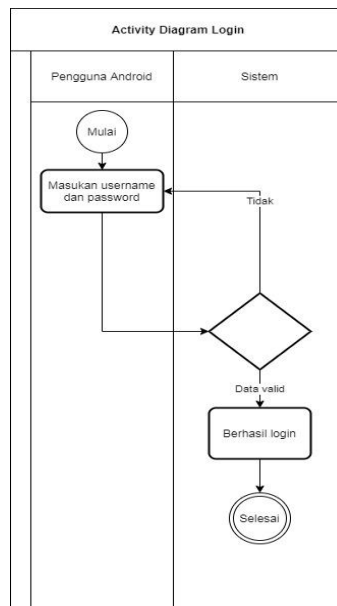 Activity Diagram Login
Pengguna Android
Sistem
Mulai
Masukan username
dan password
Tidak
Data valid
Berhasil login
Selesai